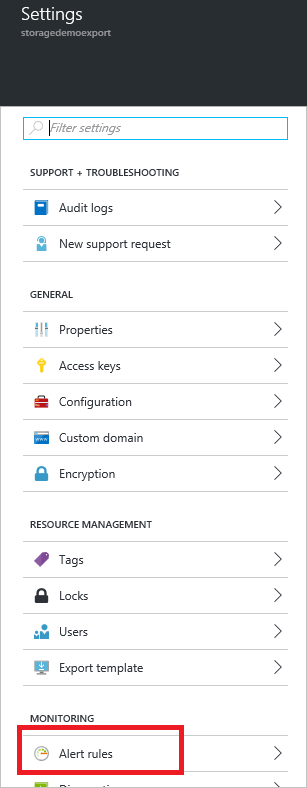 Settings
storagedemoexport
Filter settings
SUPPORT + TROUBLESHOOTING
Audit logs
New support request
GENERAL
Properties
Access keys
Configuration
Custom domain
Encryption
RESOURCE MANAGEMENT
Tags
Locks
Users
Export template
MONITORING
Alert rules